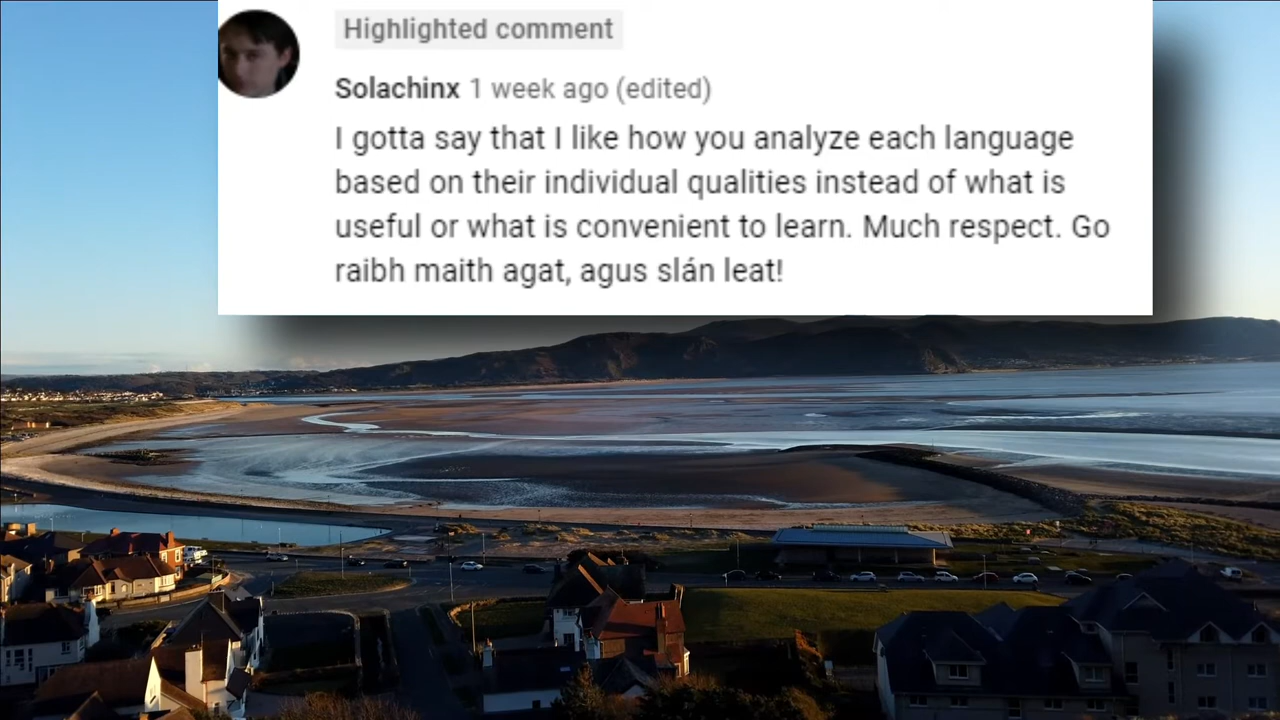 Highlighted comment
Solachinx 1 week ago (edited)
I gotta say that I like how you analyze each language
based on their individual qualities instead of what is
useful or what is convenient to learn. Much respect. Go
raibh maith agat, agus slán leat!